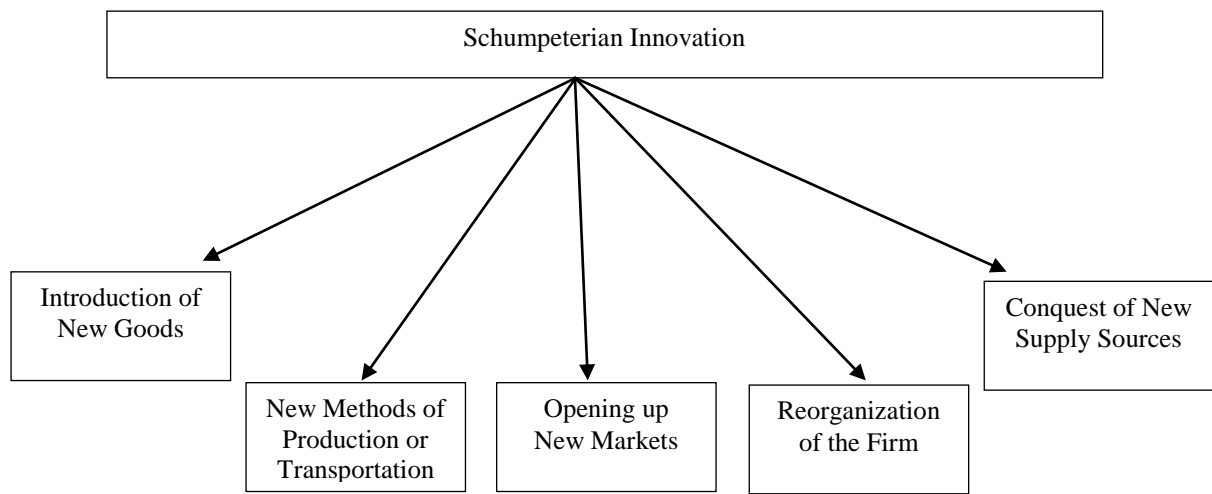 Schumpeterian Innovation
Introduction of
New Goods
New Methods of
Production or
Transportation
Opening up
New Markets
Reorganization
of the Firm
Conquest of New
Supply Sources